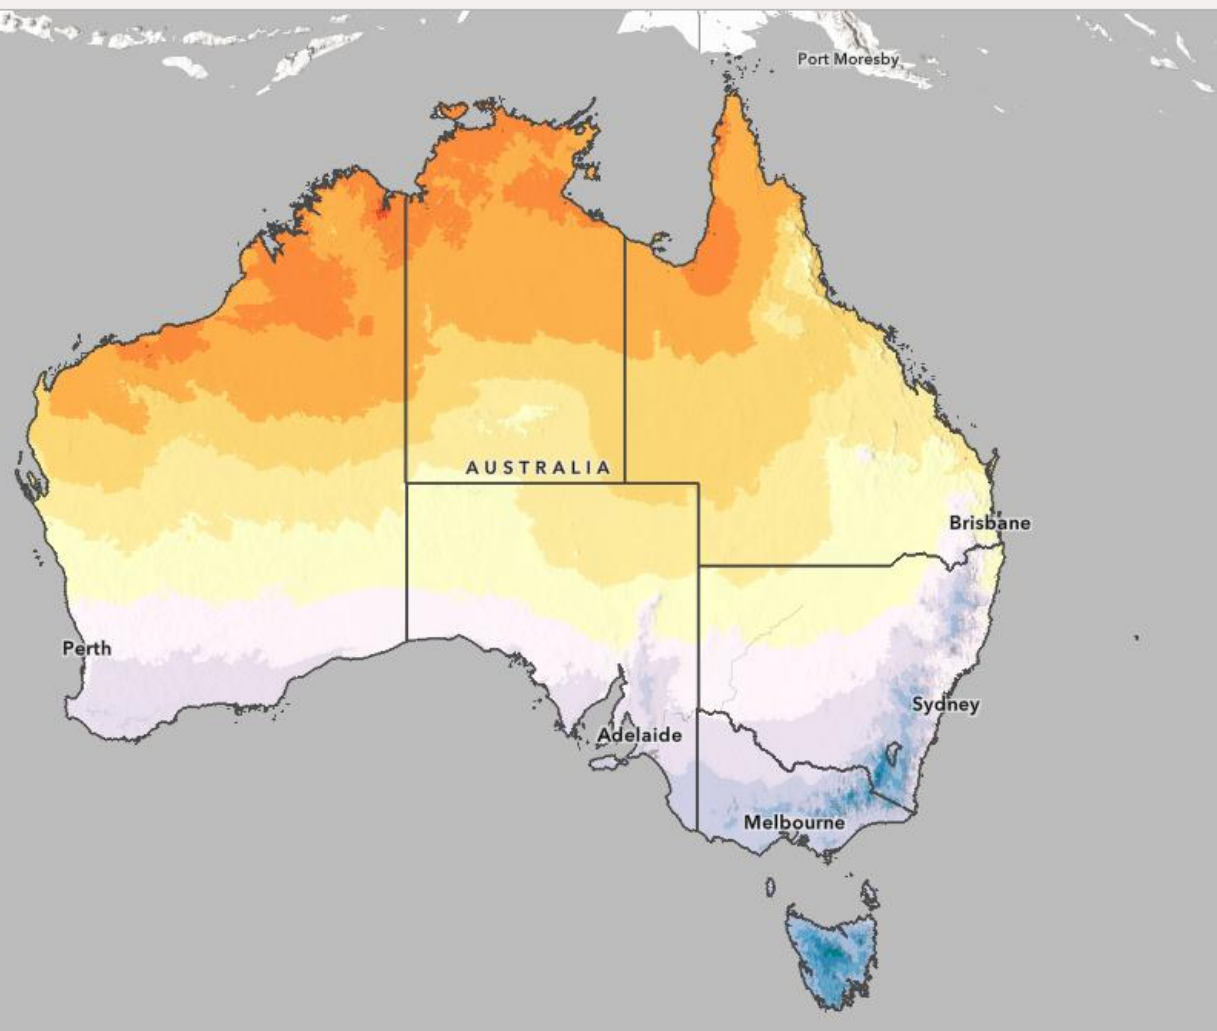 Port Moresby
AUSTRALIA
Brisbane
Perth
Sydney
Adelaide
Melbourne